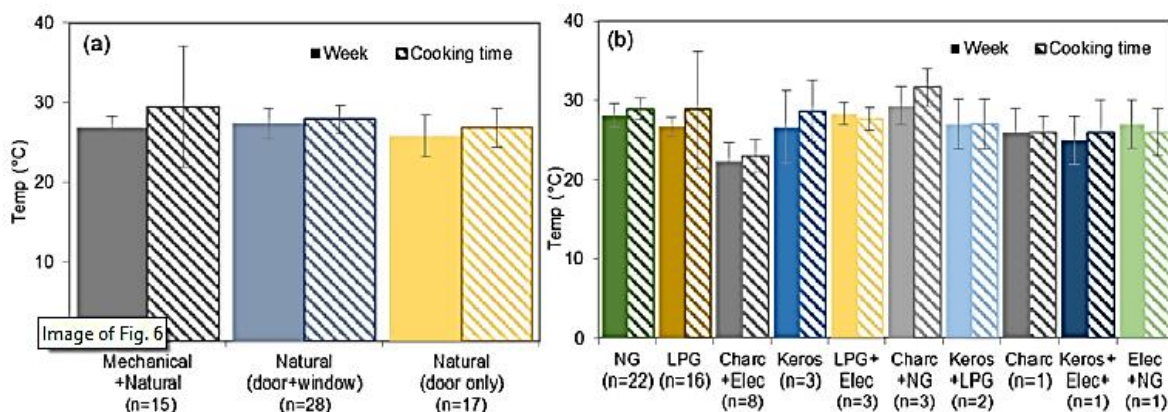 (a)
Week Cooking time
Temp (°C)
40
30
20
10
Image of Fig. 6
Mechanical Natural Natural
+Natural (door+window) (door only)
(n=15) (n=28) (n=17)
(b)
Week Cooking time
Temp (°C)
40
30
20
10
0
NG LPG Charc Keros LPG+ Charc Keros Charc Keros+ Elec
(n=22) (n=16) +Elec (n=3) Elec +NG +LPG (n=1) Elec+ +NG
(n=8) (n=3) (n=3) (n=2) (n=1) (n=1)